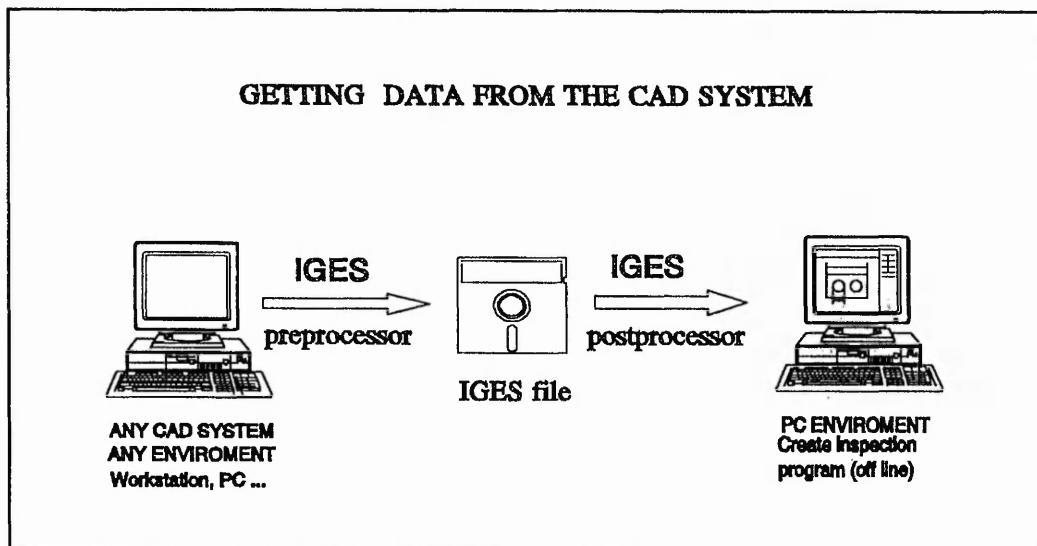 GETTING DATA FROM THE CAD SYSTEM
IGES
preprocessor
IGES file
IGES
postprocessor
ANY CAD SYSTEM
ANY ENVIROMENT
Workstation, PC ...
PC ENVIROMENT
Create inspection
program (off line)